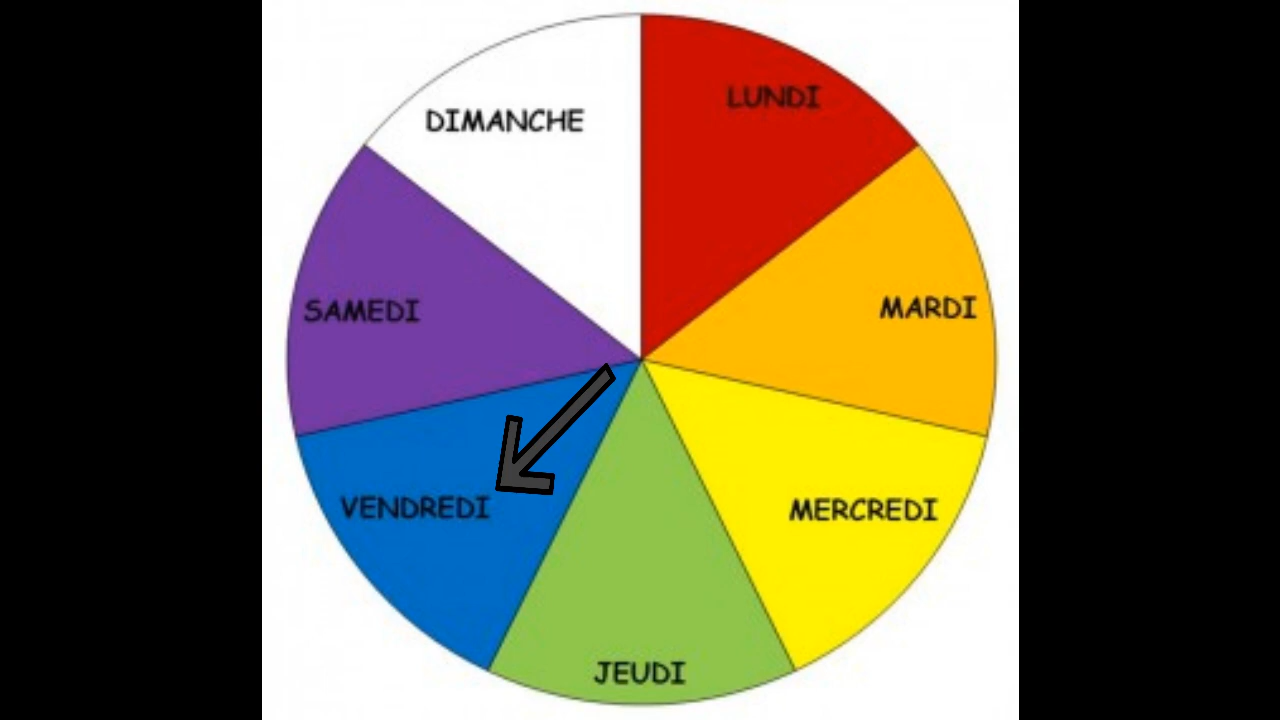 LUNDI
MARDI
MERCREDI
JEUDI
VENDREDI
SAMEDI
DIMANCHE